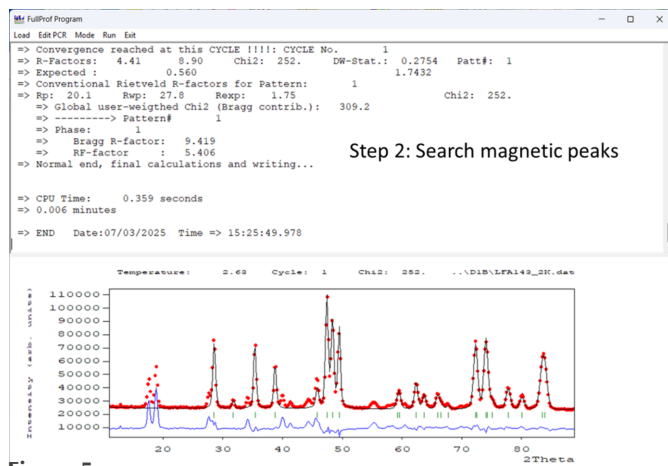 FullProf Program
Load Edit PCR Mode Run Exit
=> Convergence reached at this CYCLE !!!!: CYCLE No. 1
=> R-Factors: 4.41 8.90 Chi2: 252. DW-Stat.: 0.2754 Patt#: 1
=> Expected : 0.560 1.7432
=> Conventional Rietveld R-factors for Pattern: 1
=> Rp: 20.1 Rwp: 27.8 Rexp: 1.75 Chi2: 252.
=> Global user-weigthed Chi2 (Bragg contrib.): 309.2
=> ---------> Pattern# 1
=> Phase: 1
=> Bragg R-factor: 9.419
=> RF-factor : 5.406
=> Normal end, final calculations and writing...
Step 2: Search magnetic peaks
=> CPU Time: 0.359 seconds
=> 0.006 minutes
=> END Date:07/03/2025 Time => 15:25:49.978
Temperature: 2.63 Cycle: 1 Chi2: 252. ..\D1B\LFA143_2K.dat
Intensity (arb. units)
110000
100000
90000
80000
70000
60000
50000
40000
30000
20000
10000
20 30 40 50 60 70 80
2Theta